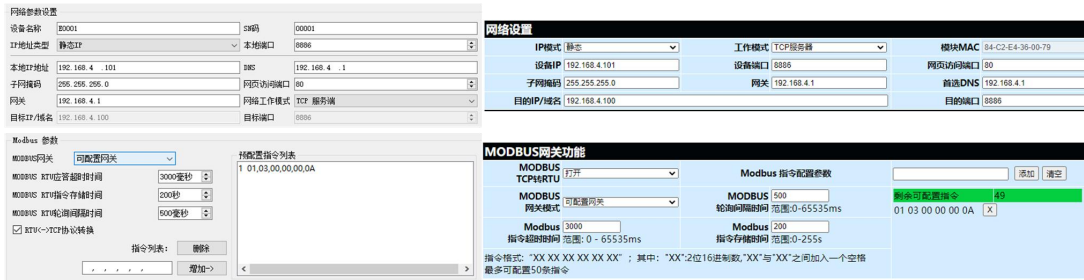 网络参数设置
设备名称 E0001 SN码 00001
IP地址类型 静态IP 本地端口 8886
本地IP地址 192.168.4 .101 DNS 192.168.4 .1
子网掩码 255.255.255.0 网页访问端口 80
网关 192.168.4.1 网络工作模式 TCP 服务端
目标IP/域名 192.168.4.100 目标端口 8886
Modbus 参数
MODBUS网关 可配置网关
MODBUS RTU应答超时时间 3000毫秒
MODBUS RTU指令存储时间 200秒
MODBUS RTU轮询间隔时间 500毫秒
RTU<->TCP协议转换
指令列表: 删除
, , , , , 增加->
预配置指令列表
1 01,03,00,00,00,0A
网络设置
IP模式 静态 工作模式 TCP服务器 模块MAC 84-C2-E4-36-00-79
设备IP 192.168.4.101 设备端口 8886 网页访问端口 80
子网掩码 255.255.255.0 网关 192.168.4.1 首选DNS 192.168.4.1
目的IP/域名 192.168.4.100 目的端口 8886
MODBUS网关功能
MODBUS
TCP转RTU 打开 Modbus 指令配置参数 添加 清空
MODBUS
网关模式 可配置网关
MODBUS 500
轮询间隔时间 范围:0-65535ms
剩余可配置指令 49
01 03 00 00 00 0A X
Modbus 3000
指令超时时间 范围: 0 - 65535ms
Modbus 200
指令存储时间 范围:0-255s
指令格式: "XX XX XX XX XX XX" ; 其中: "XX":2位16进制数,"XX"与"XX"之间加入一个空格
最多可配置50条指令